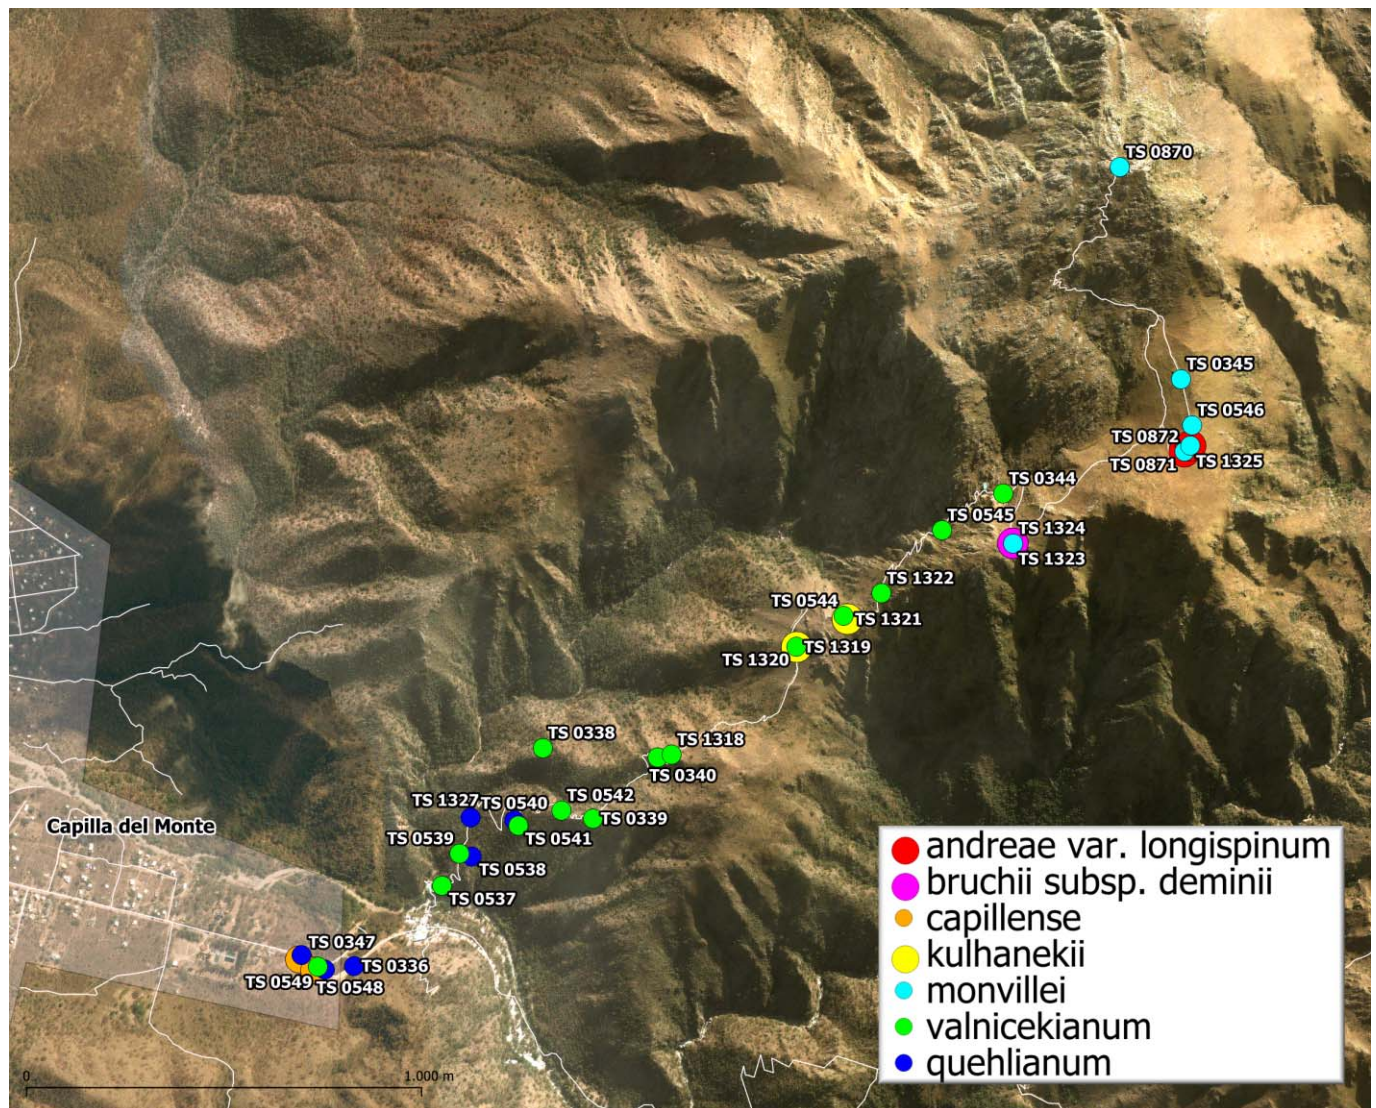 TS 0870
TS 0345
TS 0546
TS 0872
TS 0871
TS 1325
TS 0344
TS 0545
TS 1324
TS 1323
TS 1322
TS 0544
TS 1321
TS 1319
TS 1320
TS 0338
TS 1318
TS 0340
TS 1327
TS 0540
TS 0542
TS 0339
TS 0541
TS 0539
TS 0538
TS 0537
Capilla del Monte
TS 0347
TS 0336
TS 0549
TS 0548
andreae var. longispinum
bruchii subsp. deminii
capillense
kulhanekii
monvillei
valnicekianum
quehlianum
0
1.000 m